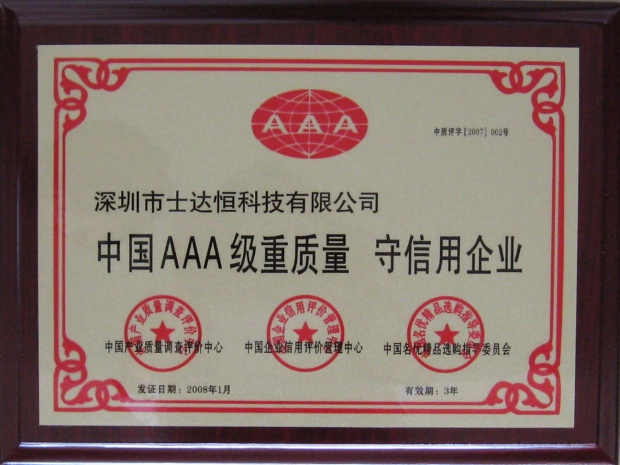 AAA
中质评字[2007] 002号
深圳市士达恒科技有限公司
中国AAA级重质量 守信用企业
中国产业质量调查评价中心 中国企业信用评价管理中心 中国名优精品选购指导委员会
发证日期：2008年1月 有效期：3年